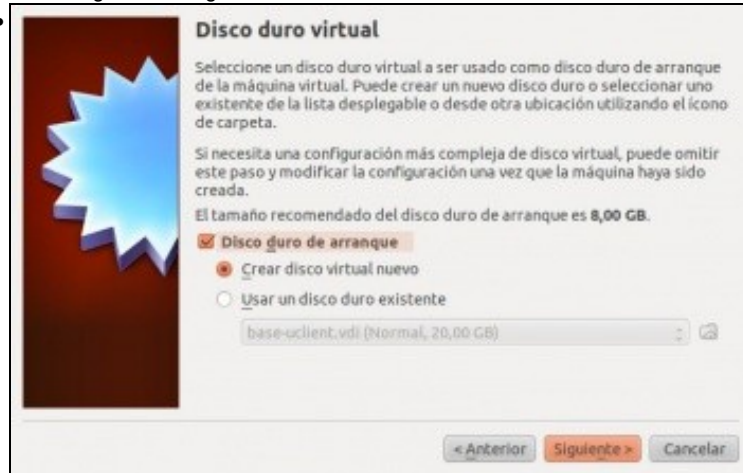 Disco duro virtual
Seleccione un disco duro virtual a ser usado como disco duro de arranque
de la máquina virtual. Puede crear un nuevo disco duro o seleccionar uno
existente de la lista desplegable o desde otra ubicación utilizando el ícono
de carpeta.
Si necesita una configuración más compleja de disco virtual, puede omitir
este paso y modificar la configuración una vez que la máquina haya sido
creada.
El tamaño recomendado del disco duro de arranque es 8,00 GB.
Disco duro de arranque
Crear disco virtual nuevo
Usar un disco duro existente
base-uclient.vdi (Normal, 20,00 GB)
< Anterior Siguiente > Cancelar